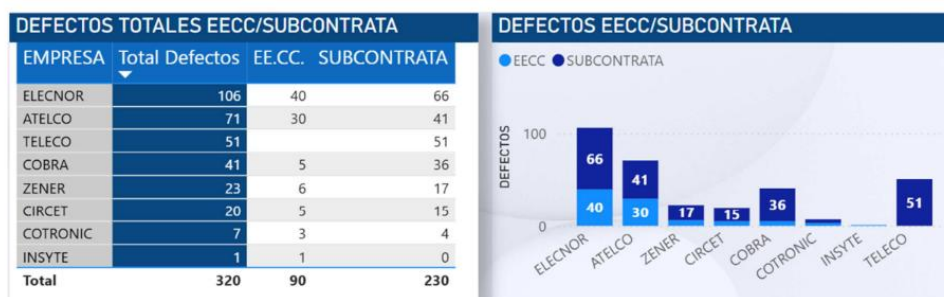 DEFECTOS TOTALES EECC/SUBCONTRATA
EMPRESA Total Defectos EE.CC. SUBCONTRATA
ELECNOR 106 40 66
ATELCO 71 30 41
TELECO 51 51
COBRA 41 5 36
ZENER 23 6 17
CIRCET 20 5 15
COTRONIC 7 3 4
INSYTE 1 1 0
Total 320 90 230
DEFECTOS EECC/SUBCONTRATA
EECC SUBCONTRATA
DEFECTOS
100
0
66
40
41
30
17
15
36
51
ELECNOR
ATELCO
ZENER
CIRCET
COBRA
COTRONIC
INSYTE
TELECO